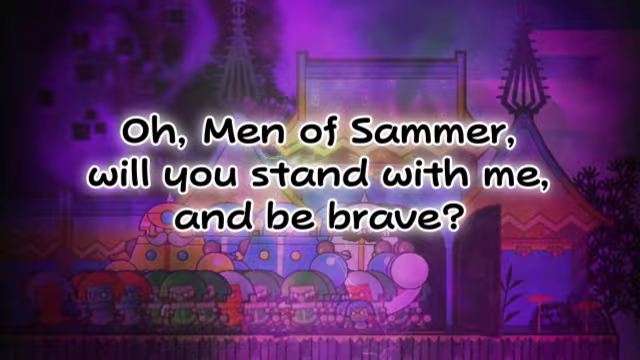 Oh, Men of Sammer,
will you stand with me,
and be brave?